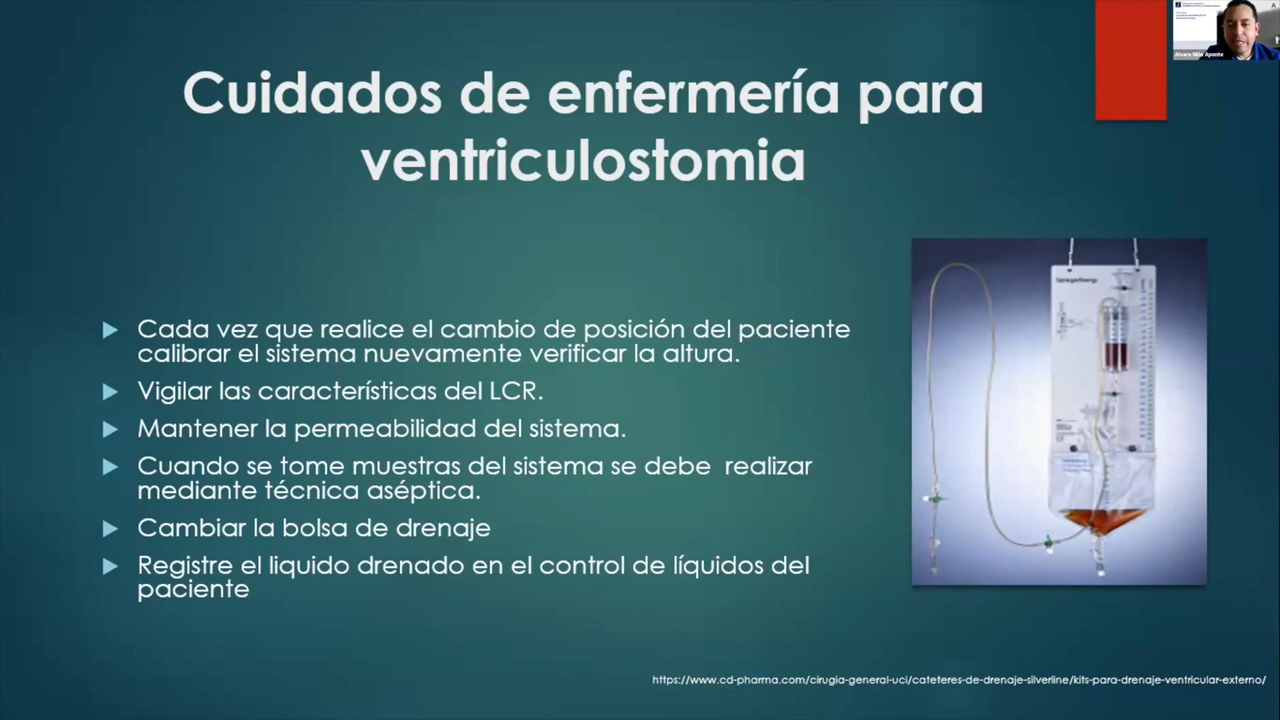 Cuidados de enfermería para
ventriculostomia
Cada vez que realice el cambio de posición del paciente
calibrar el sistema nuevamente verificar la altura.
Vigilar las características del LCR.
Mantener la permeabilidad del sistema.
Cuando se tome muestras del sistema se debe realizar
mediante técnica aséptica.
Cambiar la bolsa de drenaje
Registre el liquido drenado en el control de líquidos del
paciente
https://www.cd-pharma.com/cirugia-general-uci/cateteres-de-drenaje-silverline/kits-para-drenaje-ventricular-externo/
Alvaro Niño Aponte